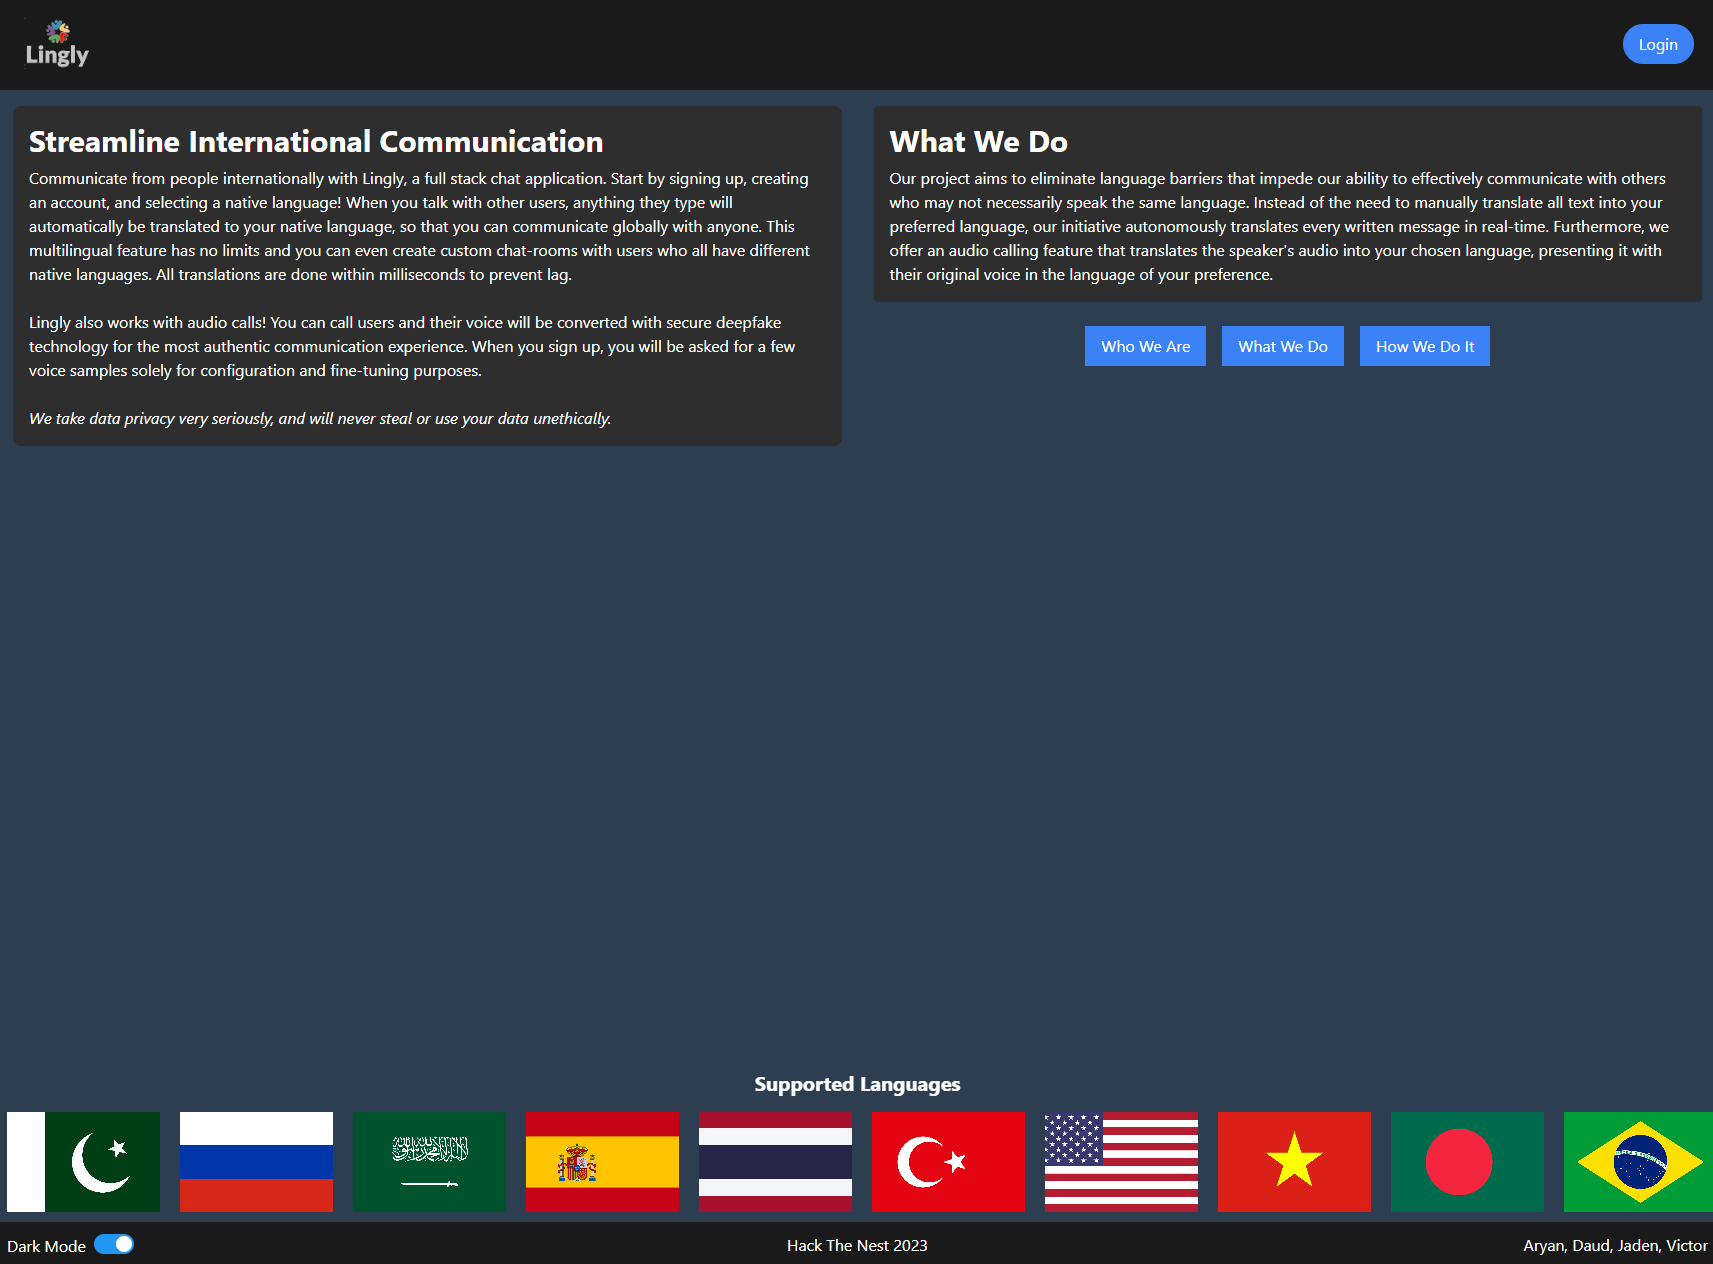 Lingly
Login
Streamline International Communication
Communicate from people internationally with Lingly, a full stack chat application. Start by signing up, creating
an account, and selecting a native language! When you talk with other users, anything they type will
automatically be translated to your native language, so that you can communicate globally with anyone. This
multilingual feature has no limits and you can even create custom chat-rooms with users who all have different
native languages. All translations are done within milliseconds to prevent lag.
Lingly also works with audio calls! You can call users and their voice will be converted with secure deepfake
technology for the most authentic communication experience. When you sign up, you will be asked for a few
voice samples solely for configuration and fine-tuning purposes.
We take data privacy very seriously, and will never steal or use your data unethically.
What We Do
Our project aims to eliminate language barriers that impede our ability to effectively communicate with others
who may not necessarily speak the same language. Instead of the need to manually translate all text into your
preferred language, our initiative autonomously translates every written message in real-time. Furthermore, we
offer an audio calling feature that translates the speaker's audio into your chosen language, presenting it with
their original voice in the language of your preference.
Who We Are
What We Do
How We Do It
Supported Languages
Dark Mode
Hack The Nest 2023
Aryan, Daud, Jaden, Victor